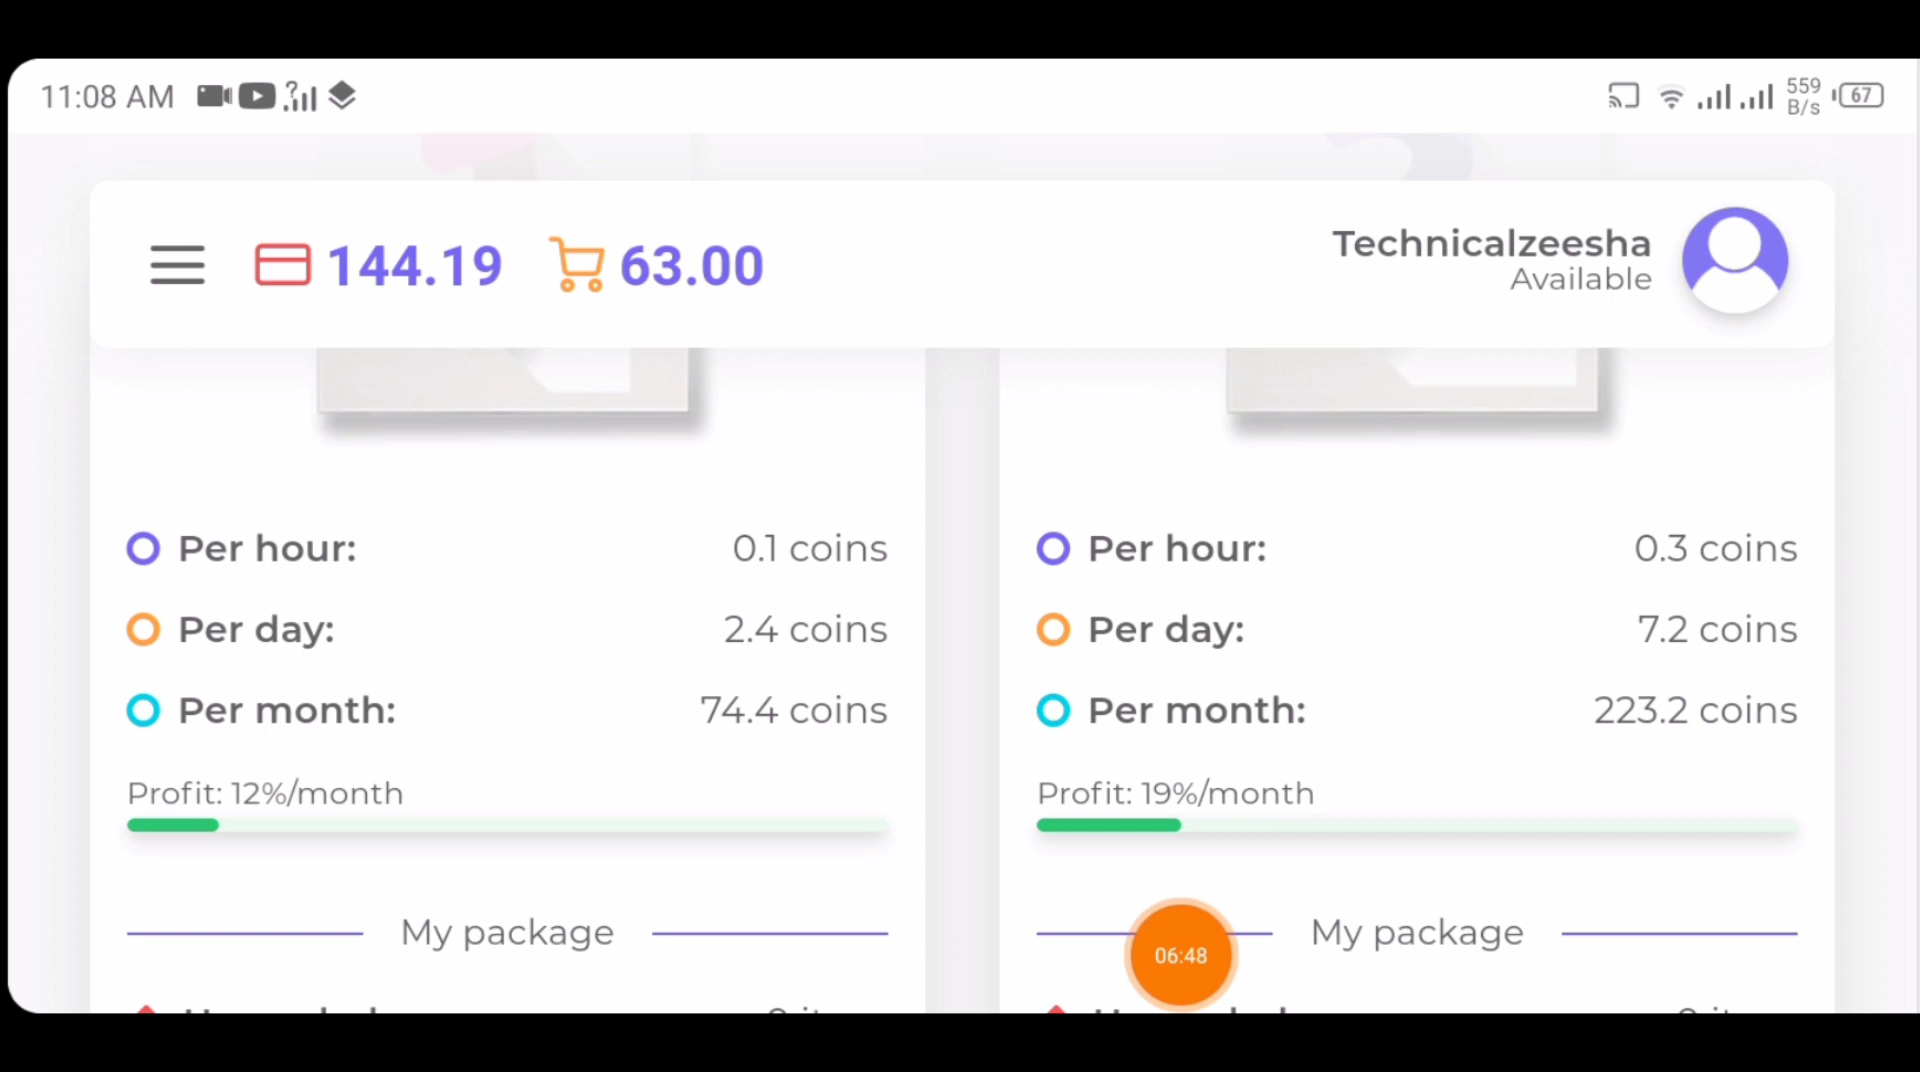 11:08 AM
559
B/s
67
144.19
63.00
Technicalzeesha
Available
Per hour: 0.1 coins
Per day: 2.4 coins
Per month: 74.4 coins
Profit: 12%/month
My package
Per hour: 0.3 coins
Per day: 7.2 coins
Per month: 223.2 coins
Profit: 19%/month
My package
06:48